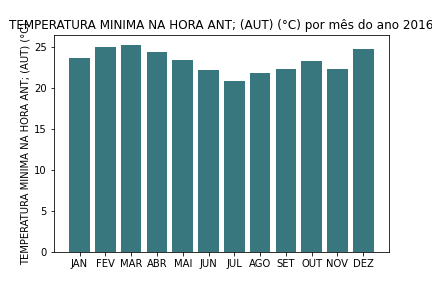 TEMPERATURA MINIMA NA HORA ANT; (AUT) (°C) por mês do ano 2016
TEMPERATURA MINIMA NA HORA ANT; (AUT) (°C)
25
20
15
10
5
0
JAN FEV MAR ABR MAI JUN JUL AGO SET OUT NOV DEZ